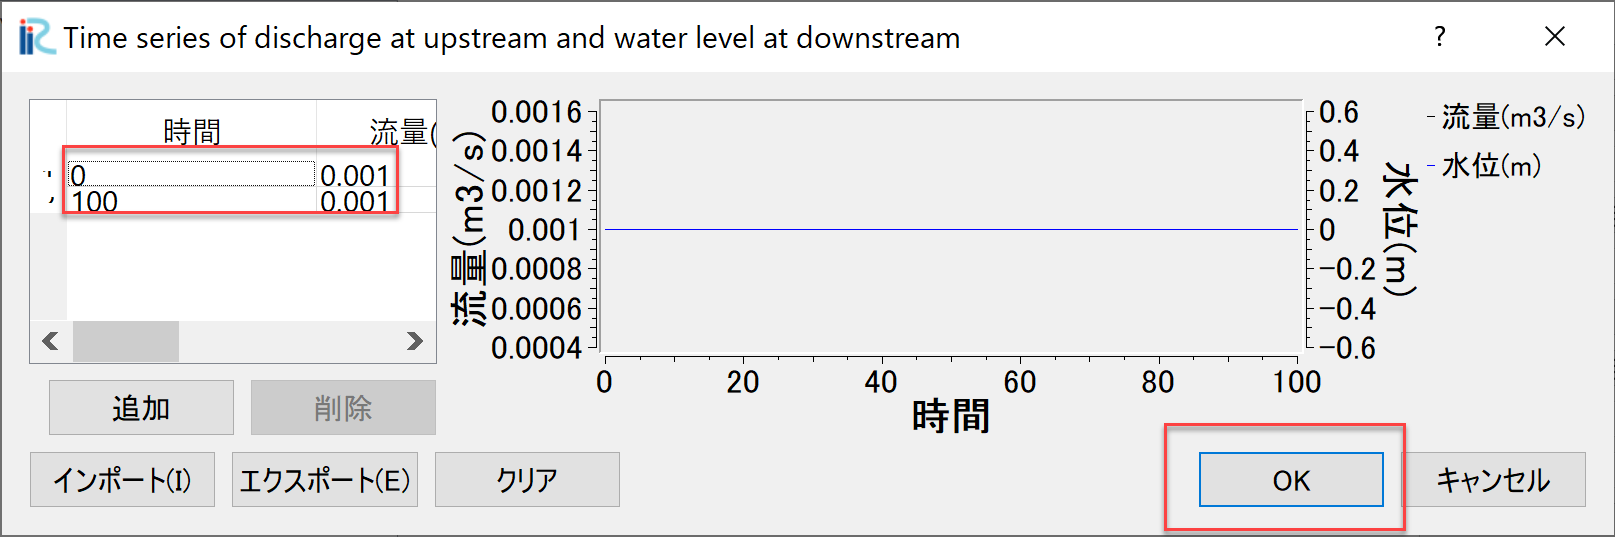 Time series of discharge at upstream and water level at downstream
?
時間 流量(
0 0.001
100 0.001
追加 削除
インポート(I) エクスポート(E) クリア
流量(m3/s)
0.0016
0.0014
0.0012
0.001
0.0008
0.0006
0.0004
0 20 40 60 80 100
時間
0.6
0.4
0.2
0
-0.2
-0.4
-0.6
水位(m)
流量(m3/s)
水位(m)
OK キャンセル